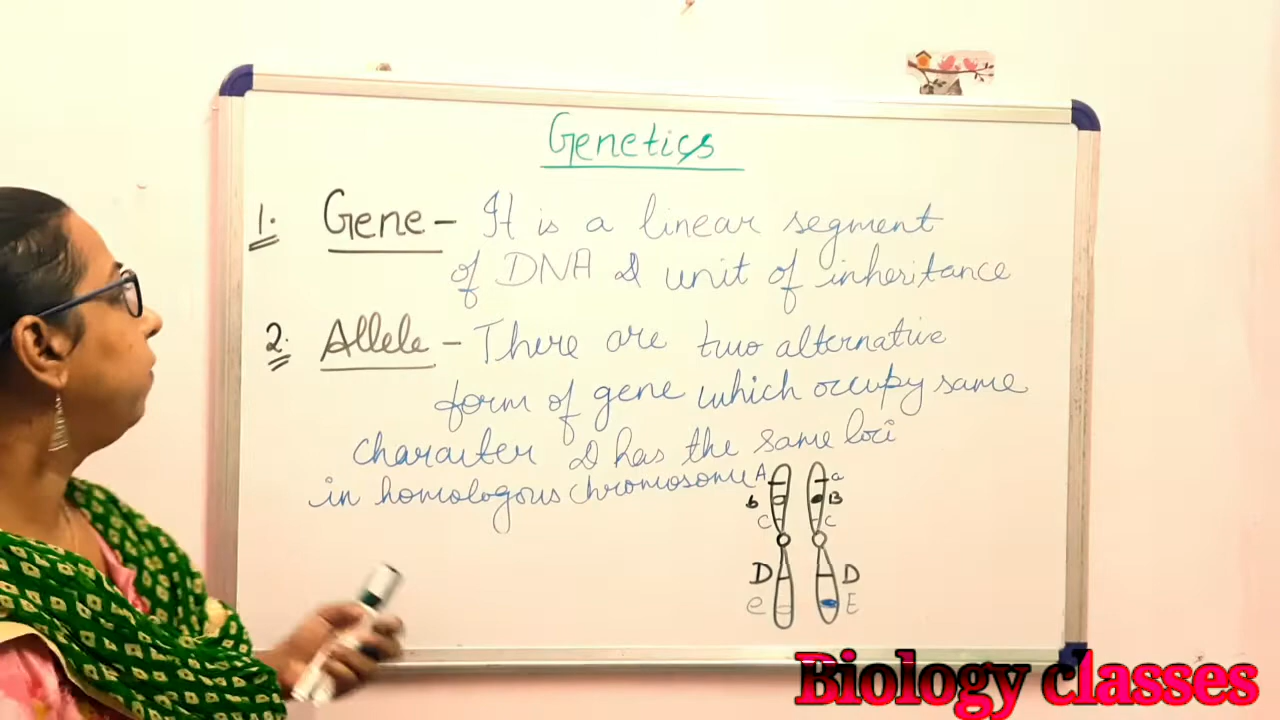 Genetics
1. Gene - It is a linear segment
of DNA & unit of inheritance
2. Allele - There are two alternative
form of gene which occupy same
character & has the same loci
in homologous chromosome
A a
b B
C C
D D
e E
Biology classes